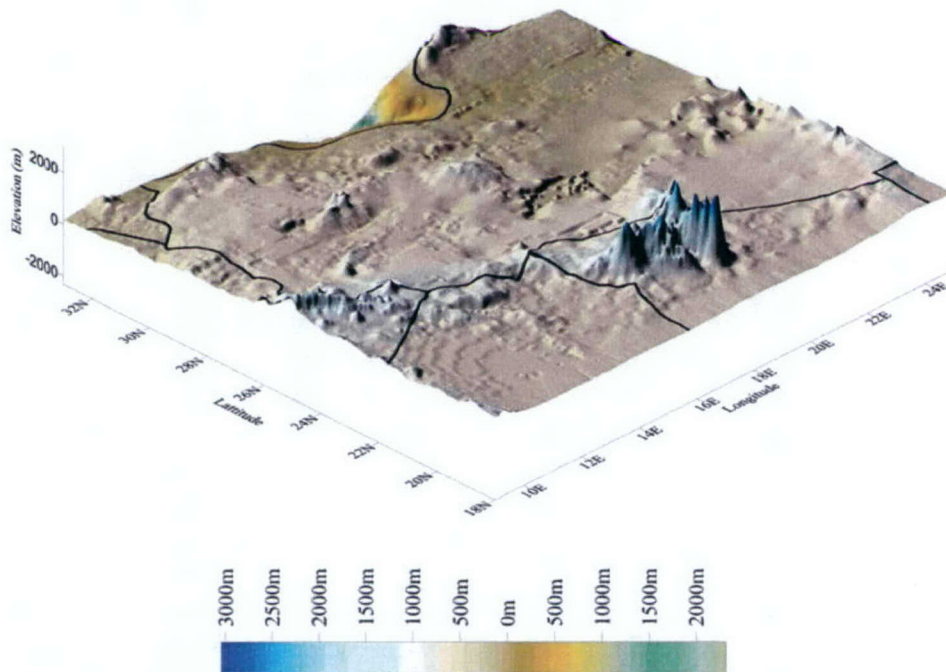 Elevation (m)
2000
0
-2000
32N
30N
28N
26N
24N
22N
20N
18N
Lattitude
10E
12E
14E
16E
18E
20E
22E
24E
Longitude
3000m
2500m
2000m
1500m
1000m
500m
0m
500m
1000m
1500m
2000m